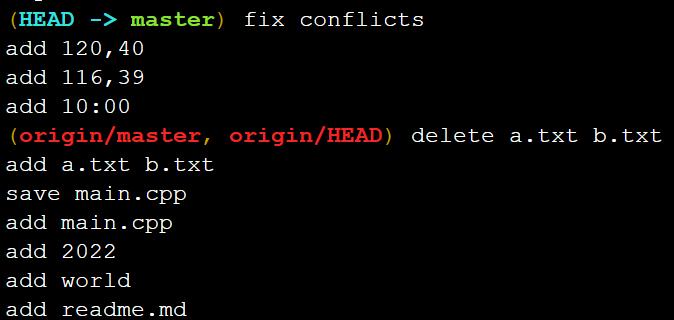 (HEAD -> master) fix conflicts
add 120,40
add 116,39
add 10:00
(origin/master, origin/HEAD) delete a.txt b.txt
add a.txt b.txt
save main.cpp
add main.cpp
add 2022
add world
add readme.md